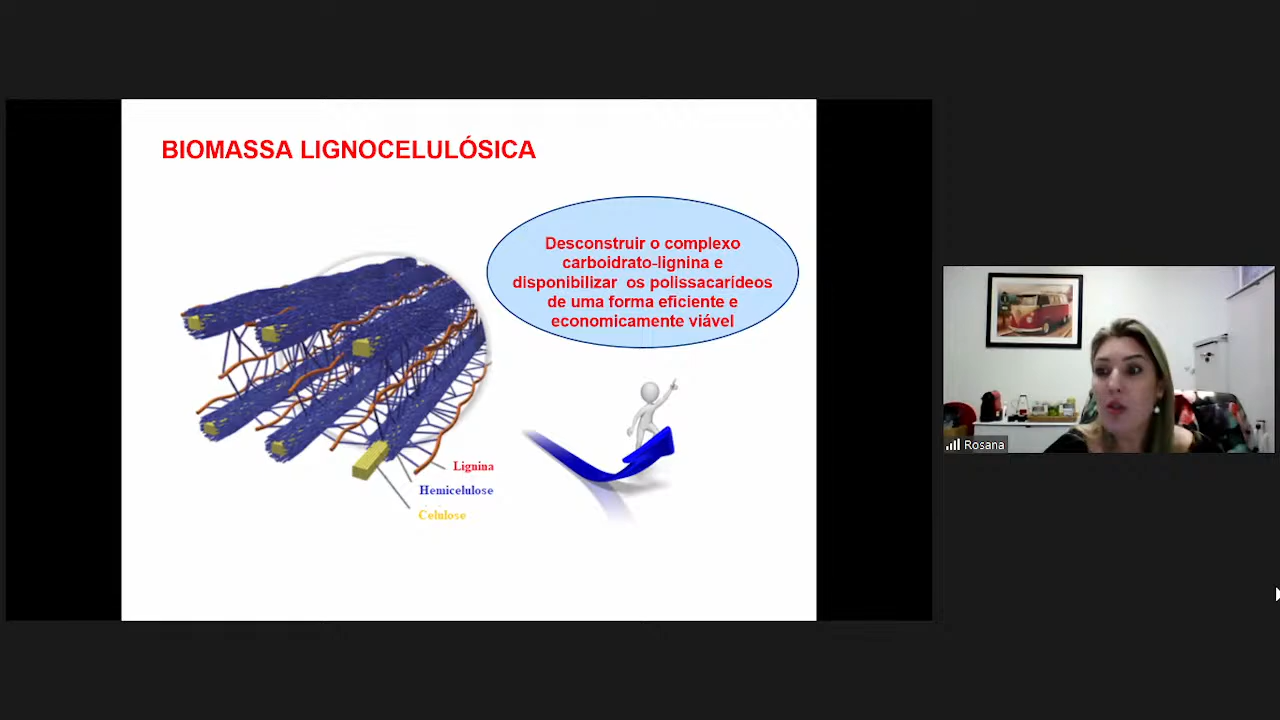 BIOMASSA LIGNOCELULÓSICA
Desconstruir o complexo
carboidrato-lignina e
disponibilizar os polissacarídeos
de uma forma eficiente e
economicamente viável
Lignina
Hemicelulose
Celulose
Rosana